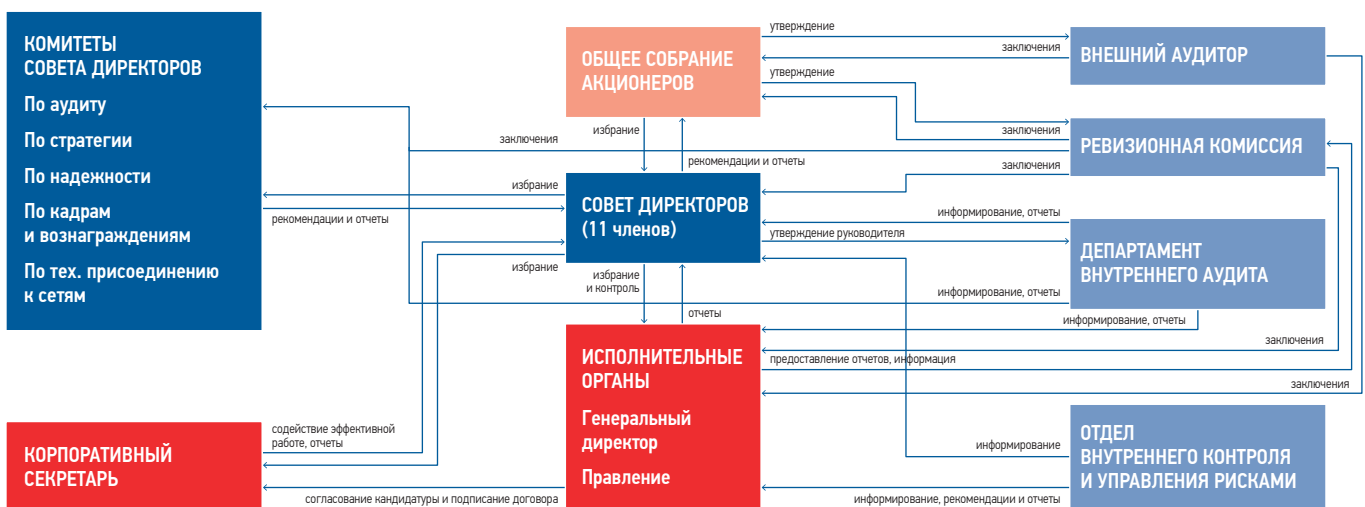 КОМИТЕТЫ
СОВЕТА ДИРЕКТОРОВ
По аудиту
По стратегии
По надежности
По кадрам
и вознаграждениям
По тех. присоединению
к сетям
КОРПОРАТИВНЫЙ
СЕКРЕТАРЬ
заключения
избрание
рекомендации и отчеты
избрание
содействие эффективной
работе, отчеты
согласование кандидатуры и подписание договора
ОБЩЕЕ СОБРАНИЕ
АКЦИОНЕРОВ
избрание
рекомендации и отчеты
СОВЕТ ДИРЕКТОРОВ
(11 членов)
избрание
и контроль
отчеты
ИСПОЛНИТЕЛЬНЫЕ
ОРГАНЫ
Генеральный
директор
Правление
утверждение
заключения
утверждение
заключения
заключения
информирование, отчеты
утверждение руководителя
информирование, отчеты
информирование, отчеты
заключения
предоставление отчетов, информация
заключения
информирование
информирование, рекомендации и отчеты
ВНЕШНИЙ АУДИТОР
РЕВИЗИОННАЯ КОМИССИЯ
ДЕПАРТАМЕНТ
ВНУТРЕННЕГО АУДИТА
ОТДЕЛ
ВНУТРЕННЕГО КОНТРОЛЯ
И УПРАВЛЕНИЯ РИСКАМИ